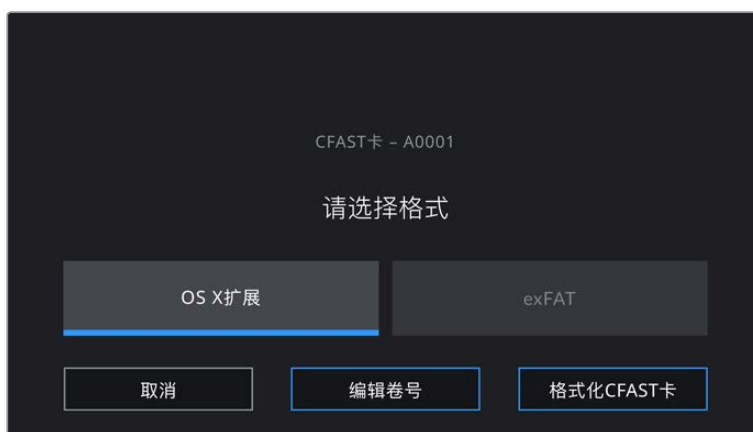 CFAST卡 – A0001
请选择格式
OS X扩展 exFAT
取消 编辑卷号 格式化CFAST卡